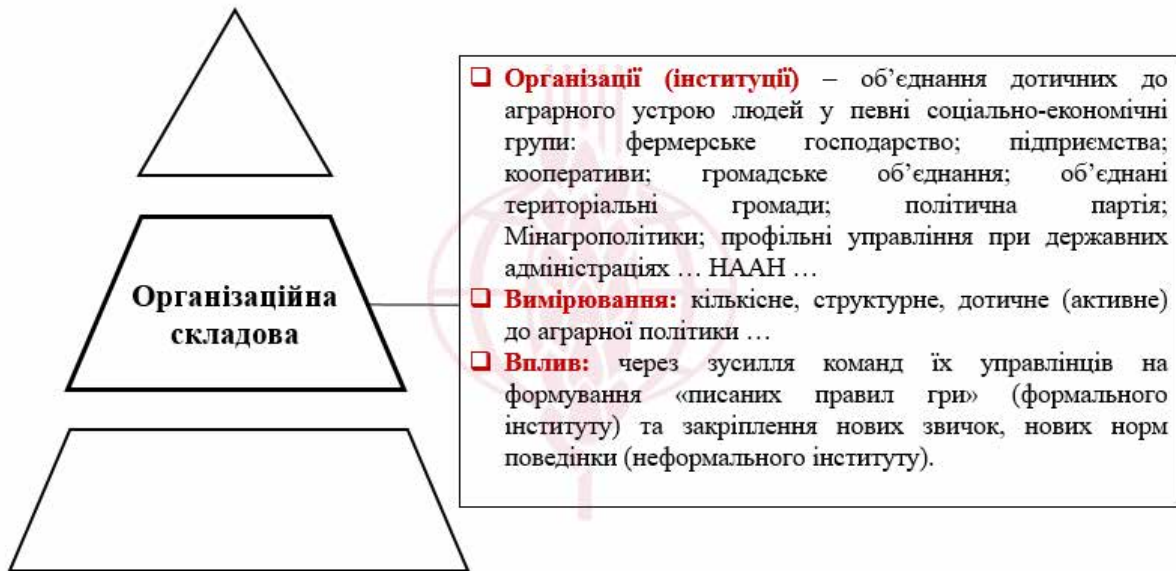 Організаційна
складова
❑ Організації (інституції) – об’єднання дотичних до
аграрного устрою людей у певні соціально-економічні
групи: фермерське господарство; підприємства;
кооперативи; громадське об’єднання; об’єднані
територіальні громади; політична партія;
Мінагрополітики; профільні управління при державних
адміністраціях … НААН …
❑ Вимірювання: кількісне, структурне, дотичне (активне)
до аграрної політики …
❑ Вплив: через зусилля команд їх управлінців на
формування «писаних правил гри» (формального
інституту) та закріплення нових звичок, нових норм
поведінки (неформального інституту).